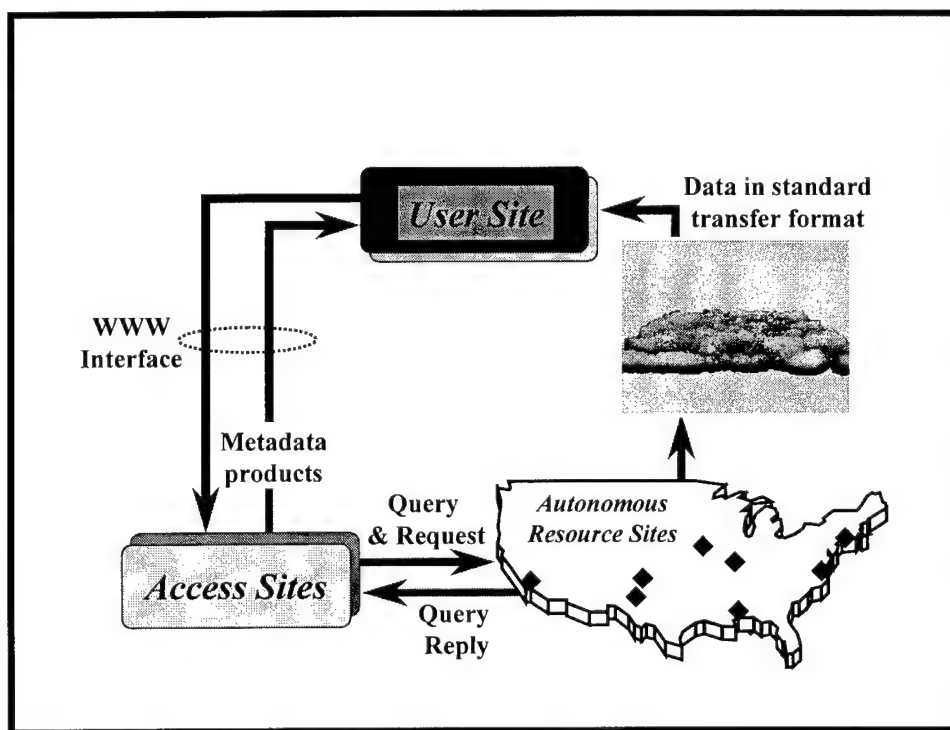 User Site
Data in standard
transfer format
WWW
Interface
Metadata
products
Query
& Request
Autonomous
Resource Sites
Access Sites
Query
Reply